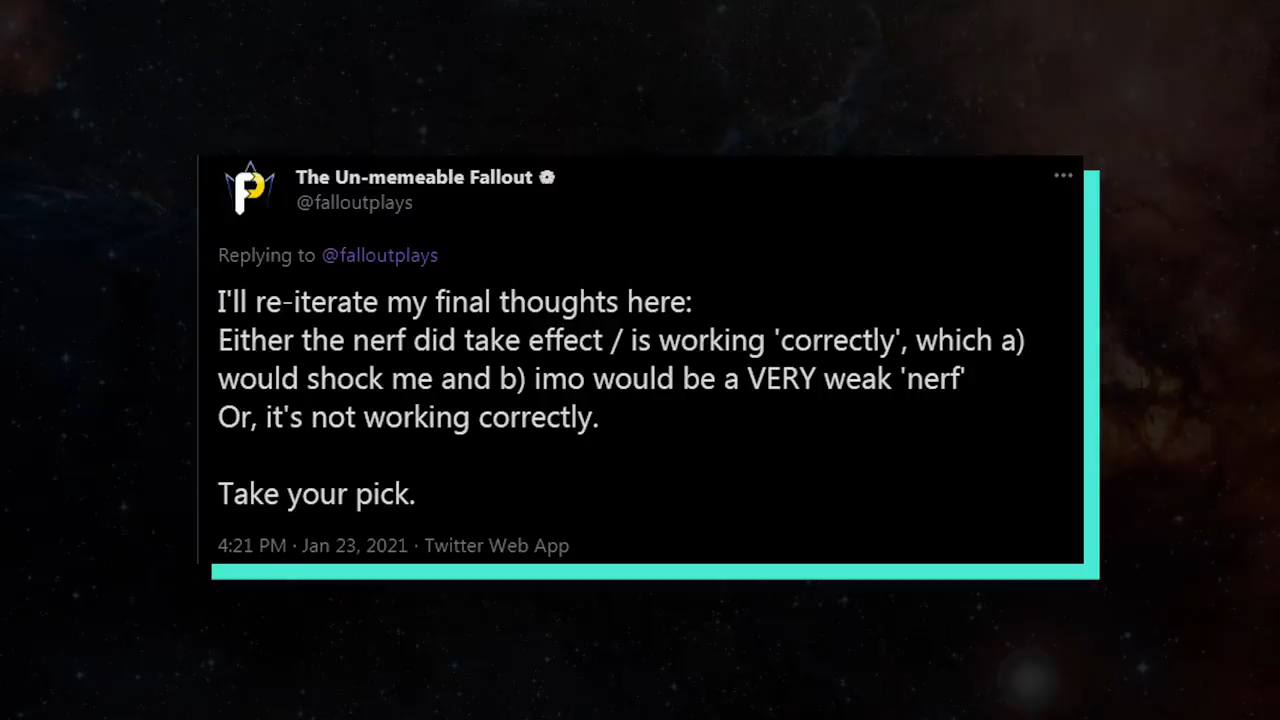 The Un-memeable Fallout
@falloutplays
Replying to @falloutplays
I'll re-iterate my final thoughts here:
Either the nerf did take effect / is working 'correctly', which a)
would shock me and b) imo would be a VERY weak 'nerf'
Or, it's not working correctly.
Take your pick.
4:21 PM · Jan 23, 2021 · Twitter Web App